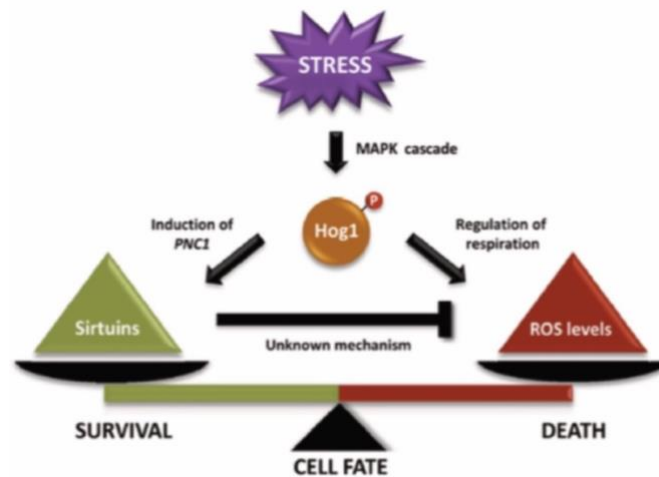 STRESS
MAPK cascade
P
Hog1
Induction of
PNC1
Regulation of
respiration
Sirtuins
ROS levels
Unknown mechanism
SURVIVAL
DEATH
CELL FATE